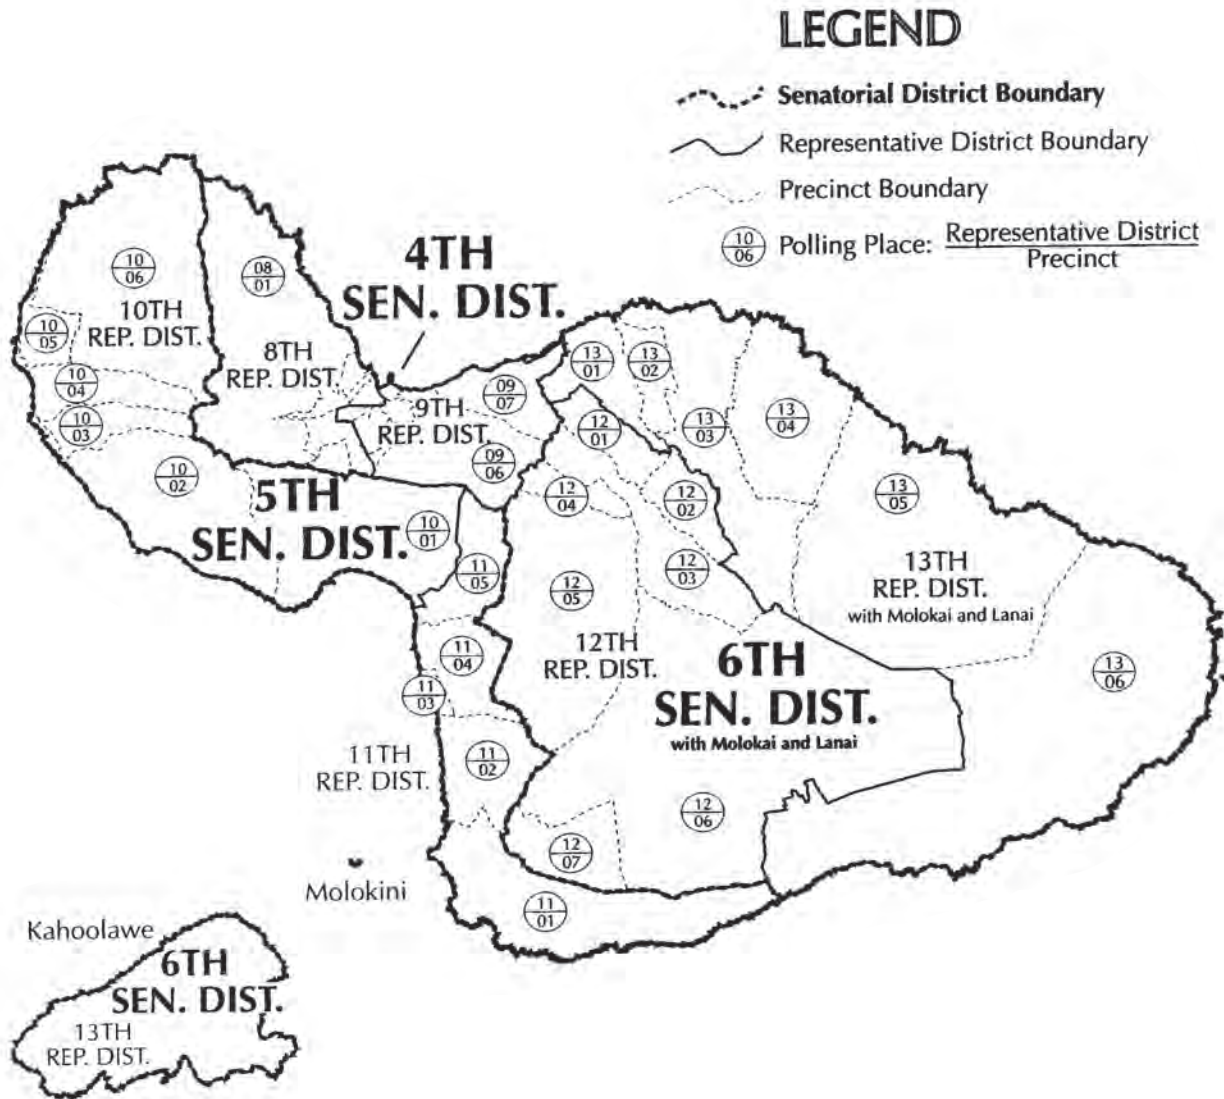 LEGEND
Senatorial District Boundary
Representative District Boundary
Precinct Boundary
10
06
Polling Place: Representative District
Precinct
4TH
SEN. DIST.
10
06
08
01
10TH
REP. DIST.
10
05
8TH
REP. DIST.
10
04
10
03
10
02
9TH
REP. DIST.
09
07
09
06
13
01
13
02
13
03
13
04
13
05
12
01
12
02
12
04
12
03
12
05
5TH
SEN. DIST.
10
01
11
05
13TH
REP. DIST.
with Molokai and Lanai
12TH
REP. DIST.
6TH
SEN. DIST.
with Molokai and Lanai
11
04
11
03
13
06
11TH
REP. DIST.
11
02
12
06
12
07
11
01
Molokini
Kahoolawe
6TH
SEN. DIST.
13TH
REP. DIST.